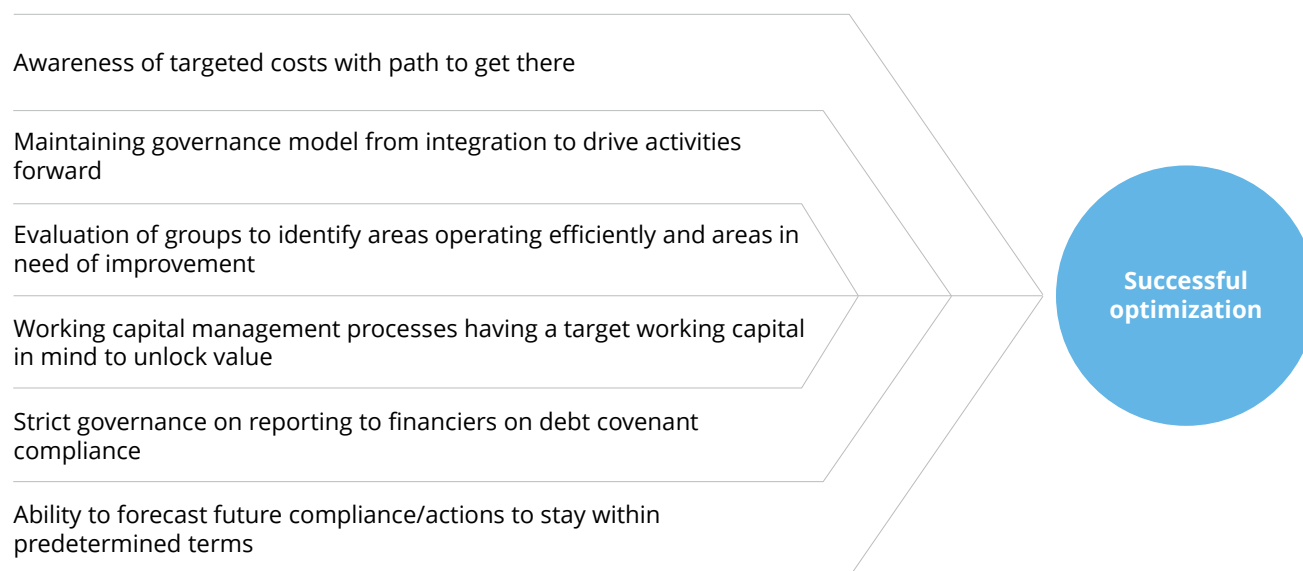 Awareness of targeted costs with path to get there
Maintaining governance model from integration to drive activities
forward
Evaluation of groups to identify areas operating efficiently and areas in
need of improvement
Working capital management processes having a target working capital
in mind to unlock value
Strict governance on reporting to financiers on debt covenant
compliance
Ability to forecast future compliance/actions to stay within
predetermined terms
Successful
optimization